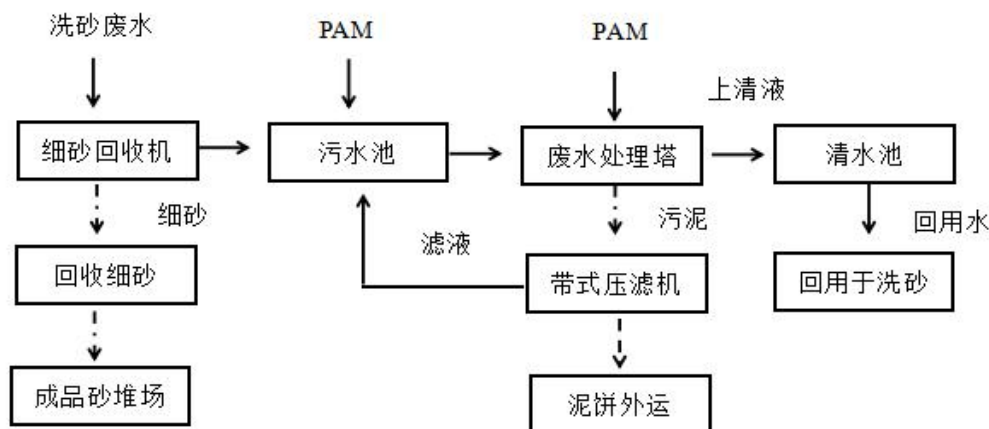 洗砂废水
PAM
PAM
上清液
细砂回收机
污水池
废水处理塔
清水池
细砂
滤液
污泥
回用水
回收细砂
带式压滤机
回用于洗砂
成品砂堆场
泥饼外运